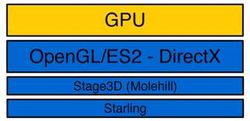 GPU
OpenGL/ES2 - DirectX
Stage3D (Molehill)
Starling